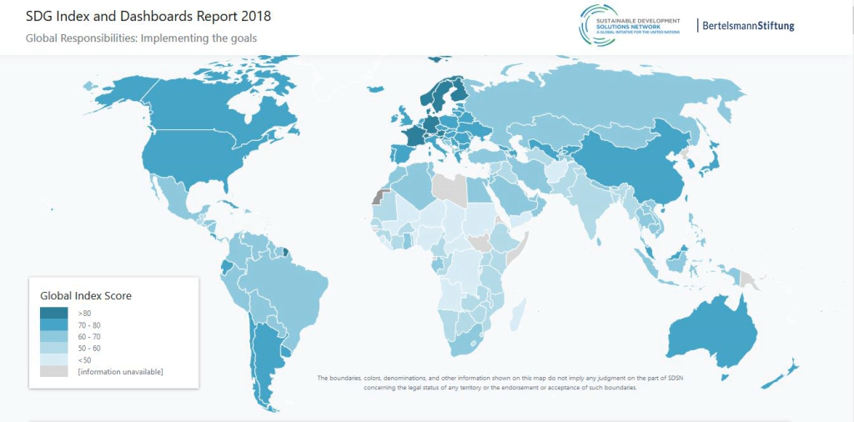 SDG Index and Dashboards Report 2018
Global Responsibilities: Implementing the goals
SUSTAINABLE DEVELOPMENT
SOLUTIONS NETWORK
A GLOBAL INITIATIVE FOR THE UNITED NATIONS
BertelsmannStiftung
Global Index Score
>80
70 - 80
60 - 70
50 - 60
<50
[information unavailable]
The boundaries, colors, denominations, and other information shown on this map do not imply any judgment on the part of SDSN
concerning the legal status of any territory or the endorsement or acceptance of such boundaries.